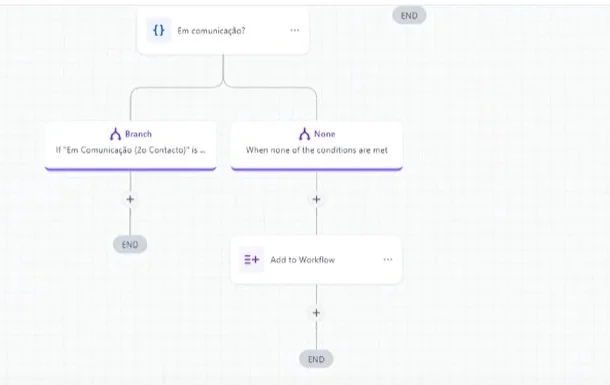 END
Em comunicação?
Branch
If "Em Comunicação (2o Contacto)" is ...
None
When none of the conditions are met
END
Add to Workflow
END